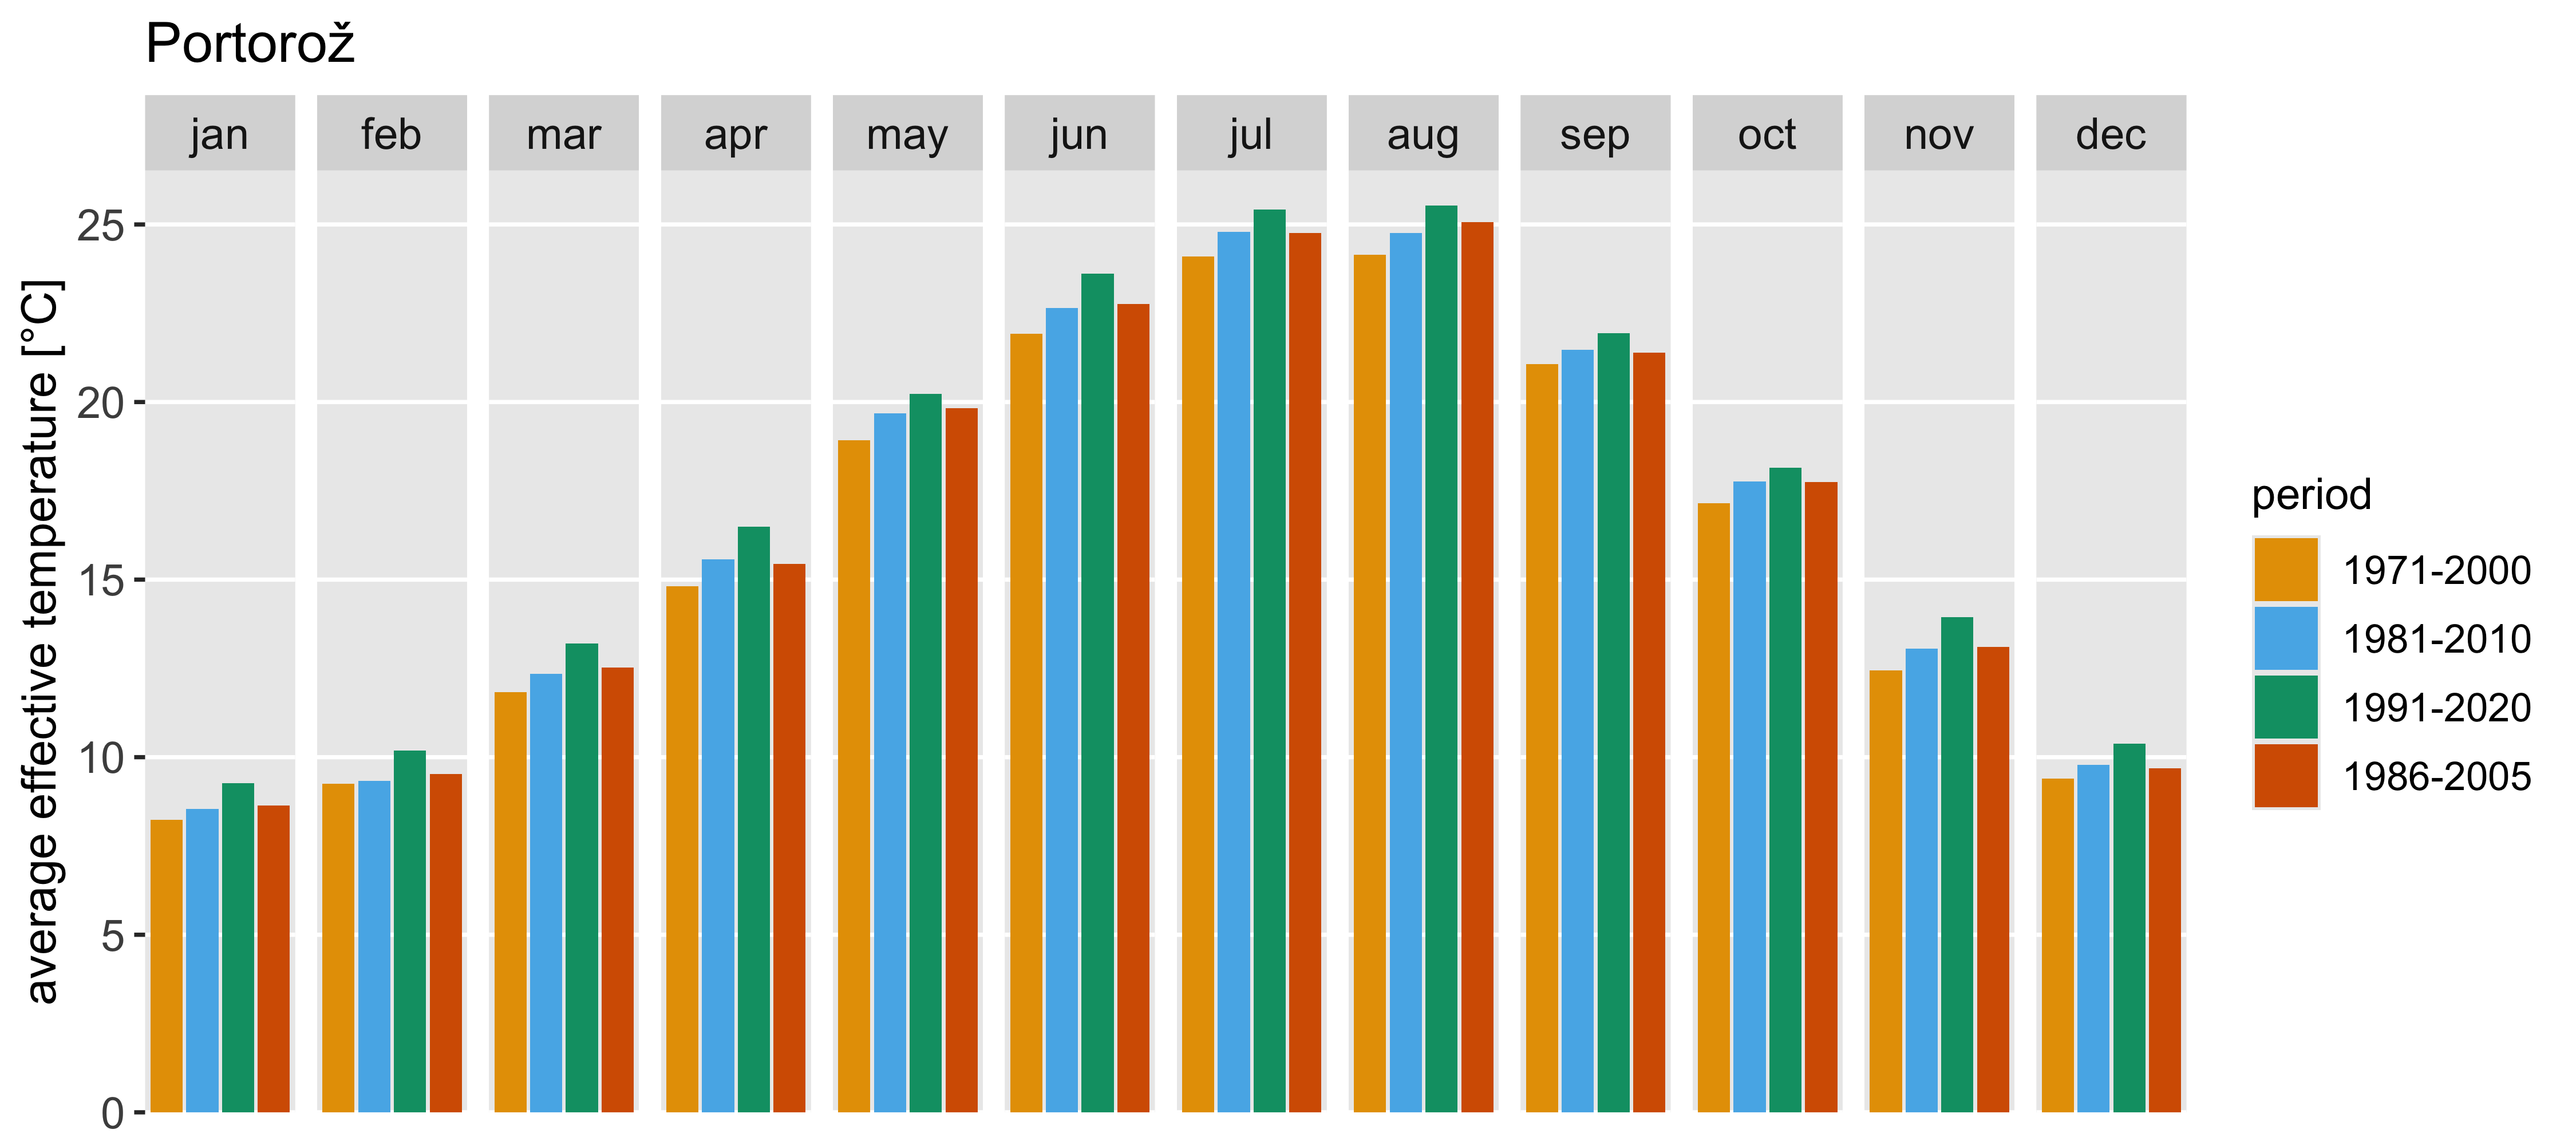 Portorož
jan feb mar apr may jun jul aug sep oct nov dec
average effective temperature [°C]
25
20
15
10
5
0
period
1971-2000
1981-2010
1991-2020
1986-2005